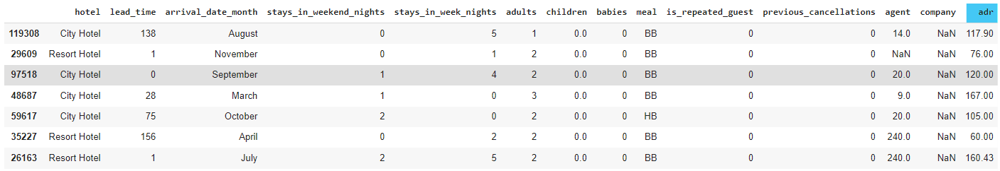 hotel lead_time arrival_date_month stays_in_weekend_nights stays_in_week_nights adults children babies meal is_repeated_guest previous_cancellations agent company adr
119308 City Hotel 138 August 0 5 1 0.0 0 BB 0 0 14.0 NaN 117.90
29609 Resort Hotel 1 November 0 1 2 0.0 0 BB 0 0 NaN NaN 76.00
97518 City Hotel 0 September 1 4 2 0.0 0 BB 0 0 20.0 NaN 120.00
48687 City Hotel 28 March 1 0 3 0.0 0 BB 0 0 9.0 NaN 167.00
59617 City Hotel 75 October 2 0 2 0.0 0 HB 0 0 20.0 NaN 105.00
35227 Resort Hotel 156 April 0 2 2 0.0 0 BB 0 0 240.0 NaN 60.00
26163 Resort Hotel 1 July 2 5 2 0.0 0 BB 0 0 240.0 NaN 160.43